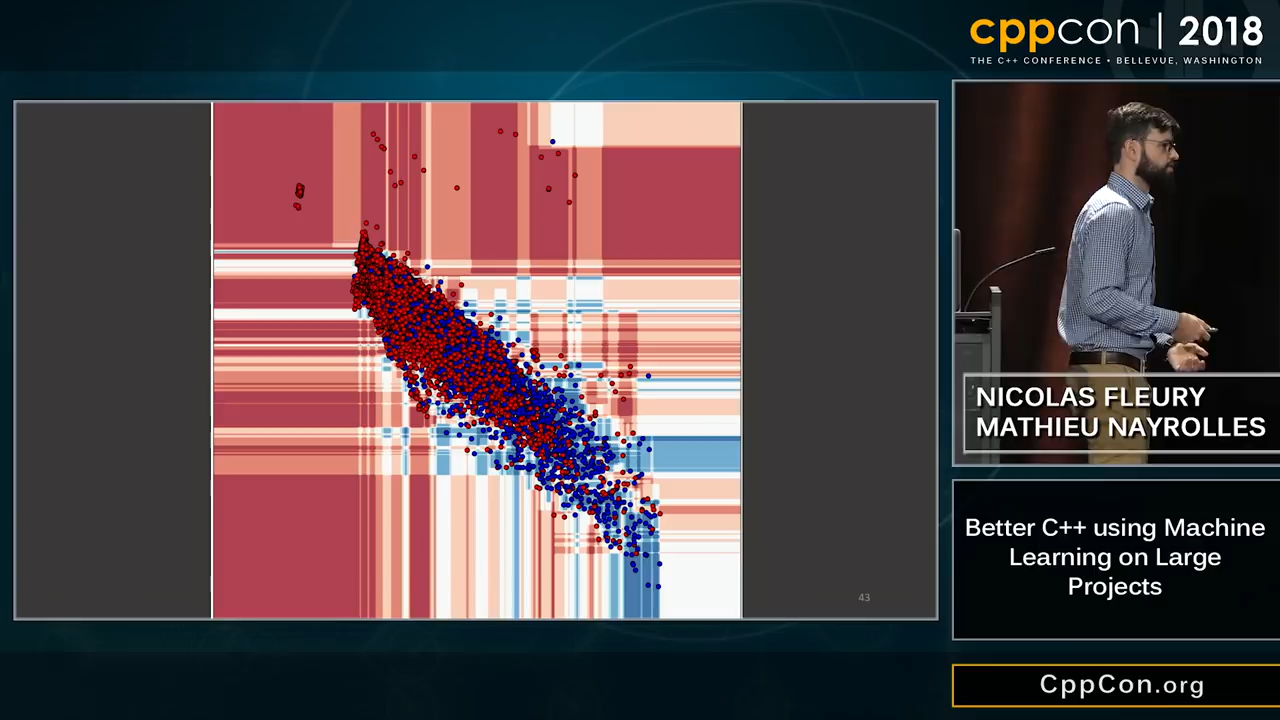 cppcon | 2018
THE C++ CONFERENCE • BELLEVUE, WASHINGTON
NICOLAS FLEURY
MATHIEU NAYROLLES
Better C++ using Machine
Learning on Large
Projects
43
CppCon.org